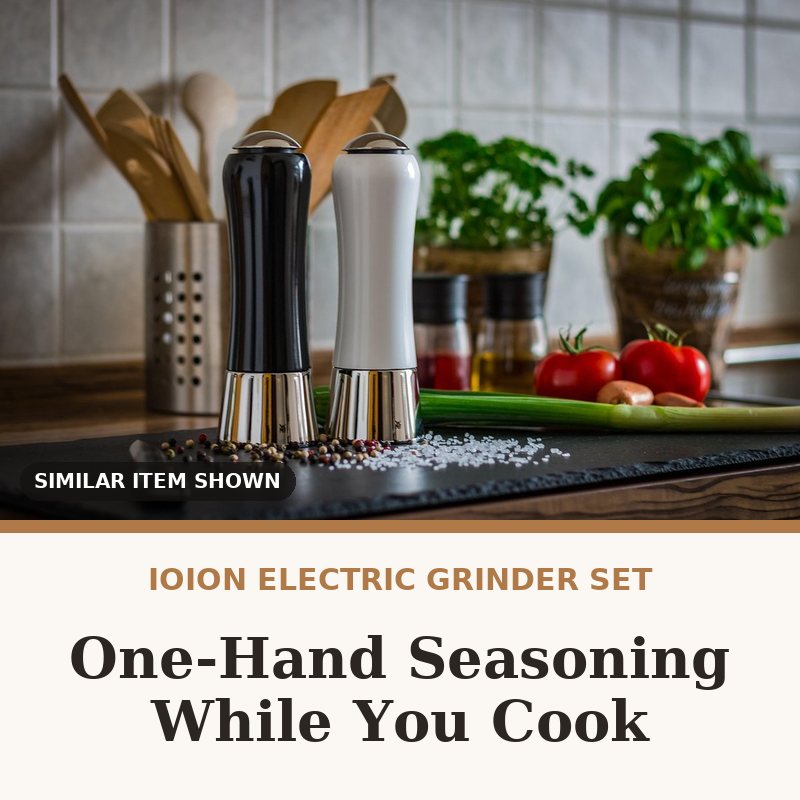 SIMILAR ITEM SHOWN
IOION ELECTRIC GRINDER SET
One-Hand Seasoning
While You Cook